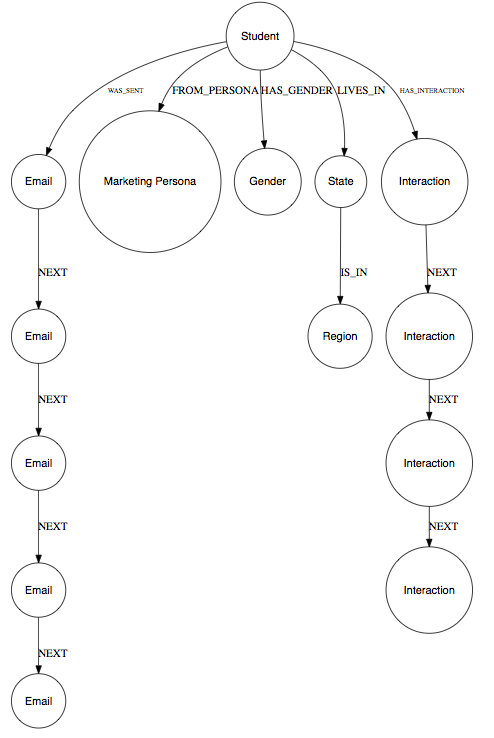 Student
WAS_SENT
FROM_PERSONA
HAS_GENDER
LIVES_IN
HAS_INTERACTION
Email
Marketing Persona
Gender
State
Interaction
NEXT
IS_IN
NEXT
Email
Region
Interaction
NEXT
NEXT
Email
Interaction
NEXT
NEXT
Email
Interaction
NEXT
Email